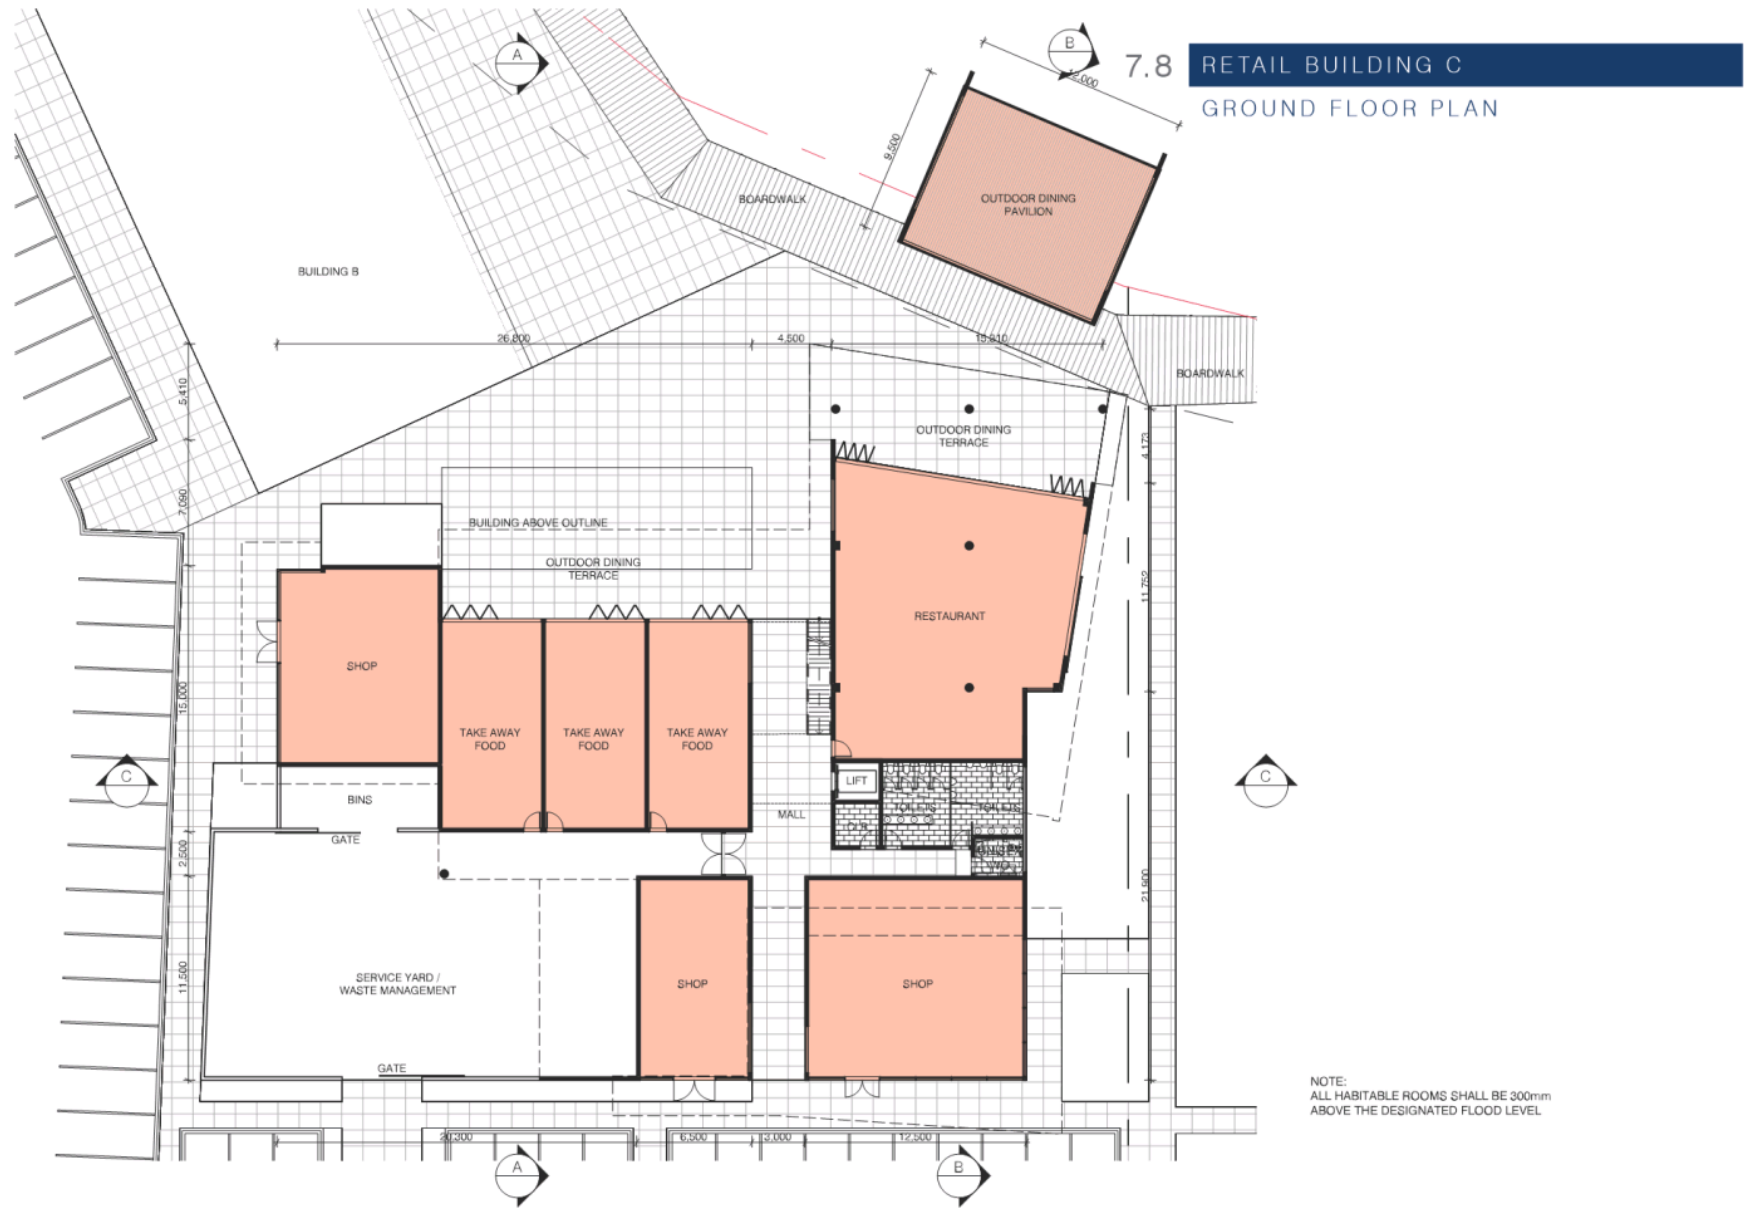 A
B
7.8
RETAIL BUILDING C
GROUND FLOOR PLAN
12,000
9,500
OUTDOOR DINING
PAVILION
BOARDWALK
BUILDING B
26,800
4,500
BOARDWALK
5,410
OUTDOOR DINING
TERRACE
4,173
7,090
BUILDING ABOVE OUTLINE
OUTDOOR DINING
TERRACE
11,752
RESTAURANT
SHOP
15,000
TAKE AWAY
FOOD
TAKE AWAY
FOOD
TAKE AWAY
FOOD
C
C
LIFT
BINS
TOILETS
TOILETS
MALL
GATE
2,500
21,900
SERVICE YARD /
WASTE MANAGEMENT
11,500
SHOP
SHOP
GATE
NOTE:
ALL HABITABLE ROOMS SHALL BE 300mm
ABOVE THE DESIGNATED FLOOD LEVEL
20,300
6,500
3,000
12,500
A
B